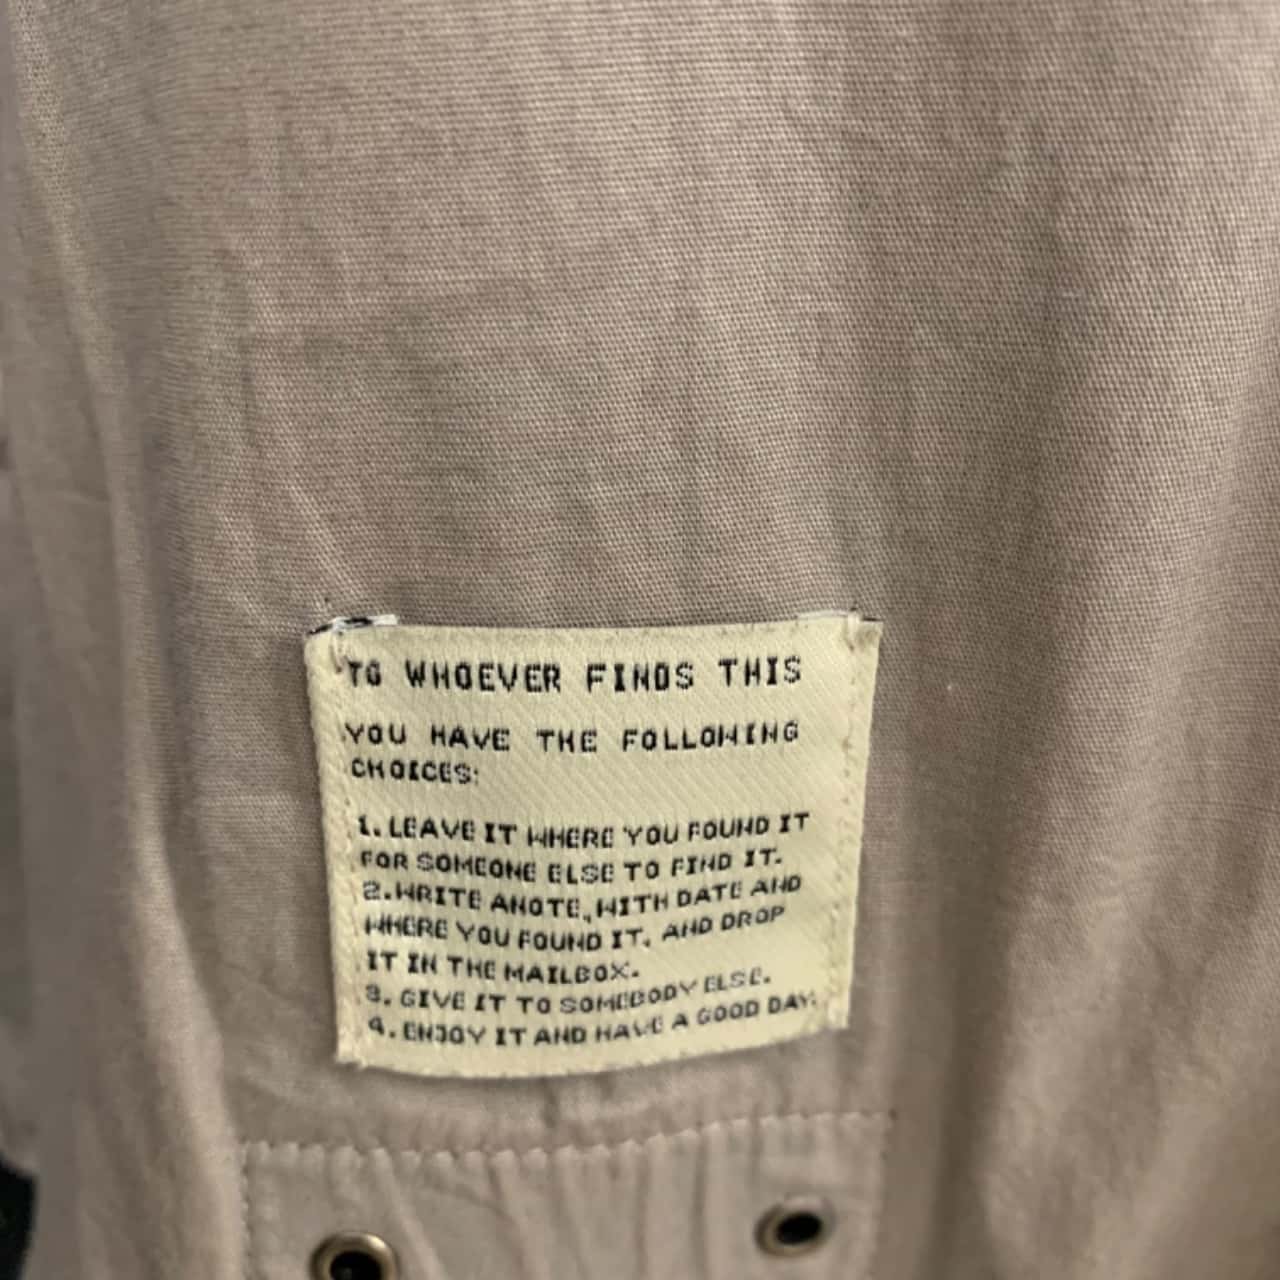 TO WHOEVER FINDS THIS
YOU HAVE THE FOLLOWING
CHOICES:
1. LEAVE IT WHERE YOU FOUND IT
FOR SOMEONE ELSE TO FIND IT.
2. WRITE A NOTE, WITH DATE AND
WHERE YOU FOUND IT, AND DROP
IT IN THE MAILBOX.
3. GIVE IT TO SOMEBODY ELSE.
4. ENJOY IT AND HAVE A GOOD DAY.